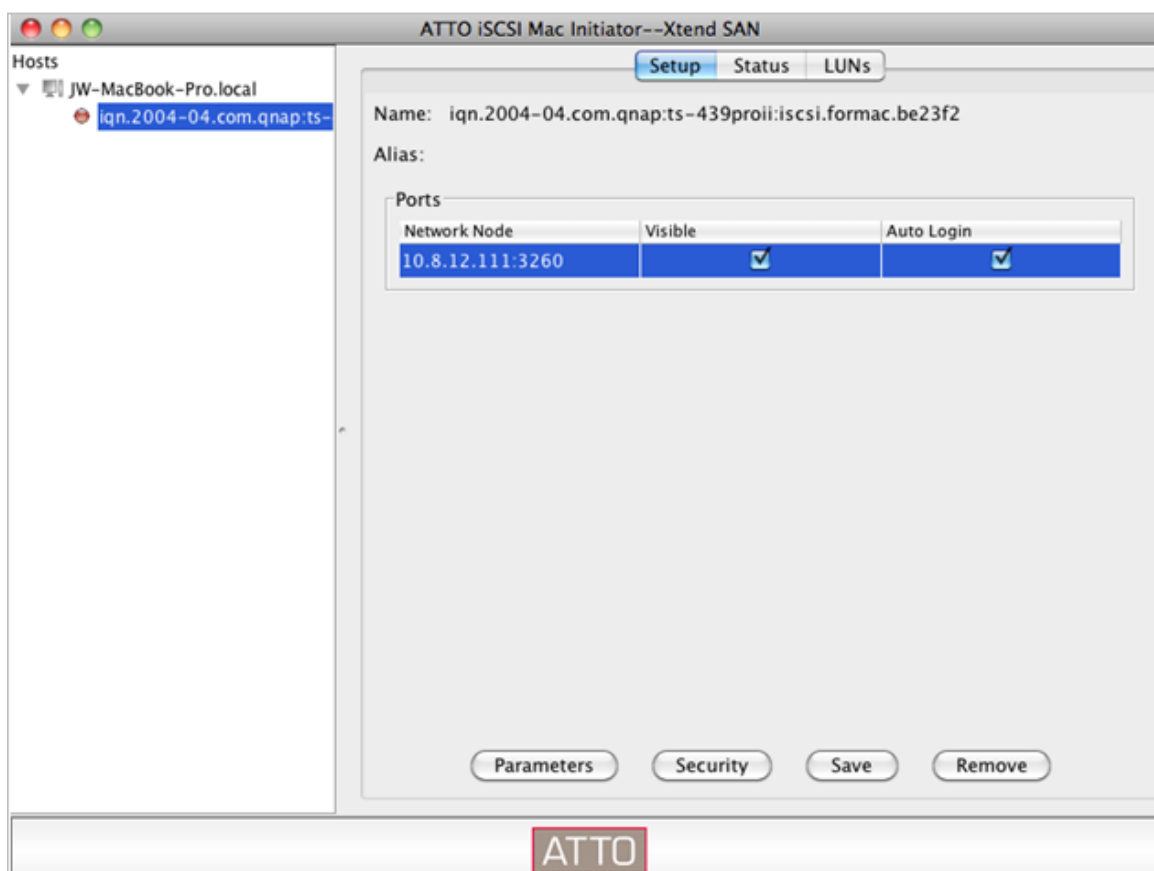 ATTO iSCSI Mac Initiator--Xtend SAN
Hosts
JW-MacBook-Pro.local
iqn.2004-04.com.qnap:ts-
Setup Status LUNs
Name: iqn.2004-04.com.qnap:ts-439proii:iscsi.formac.be23f2
Alias:
Ports
Network Node Visible Auto Login
10.8.12.111:3260
Parameters Security Save Remove
ATTO